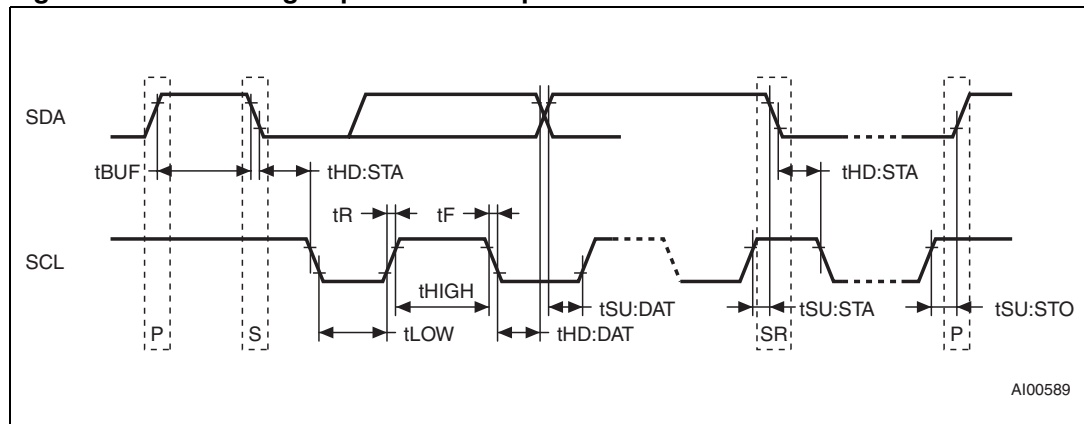 SDA
tBUF
tHD:STA
tHD:STA
tR
tF
SCL
tHIGH
tSU:DAT
tSU:STA
tSU:STO
P
S
tLOW
tHD:DAT
SR
P
AI00589